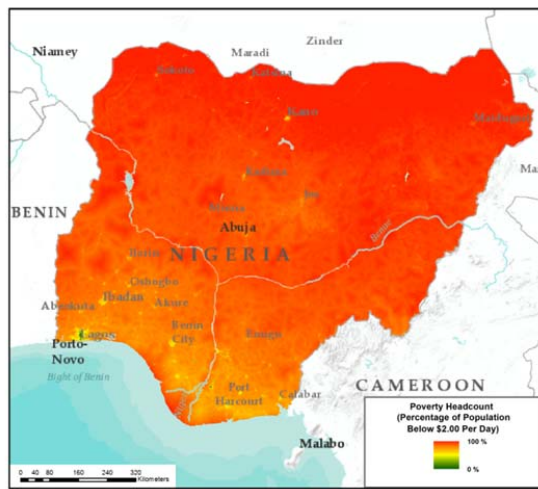 Niamey
Zinder
Maradi
Sokoto
Katsina
Kano
Maiduguri
Kaduna
Jos
Minna
Abuja
BENIN
NIGERIA
Benue
Ilorin
Oshogbo
Ibadan
Abeokuta
Akure
Lagos
Benin
City
Enugu
Porto-
Novo
Bight of Benin
Port
Harcourt
Calabar
CAMEROON
Malabo
Poverty Headcount
(Percentage of Population
Below $2.00 Per Day)
100 %
0 %
0 40 80 160 240 320
Kilometers